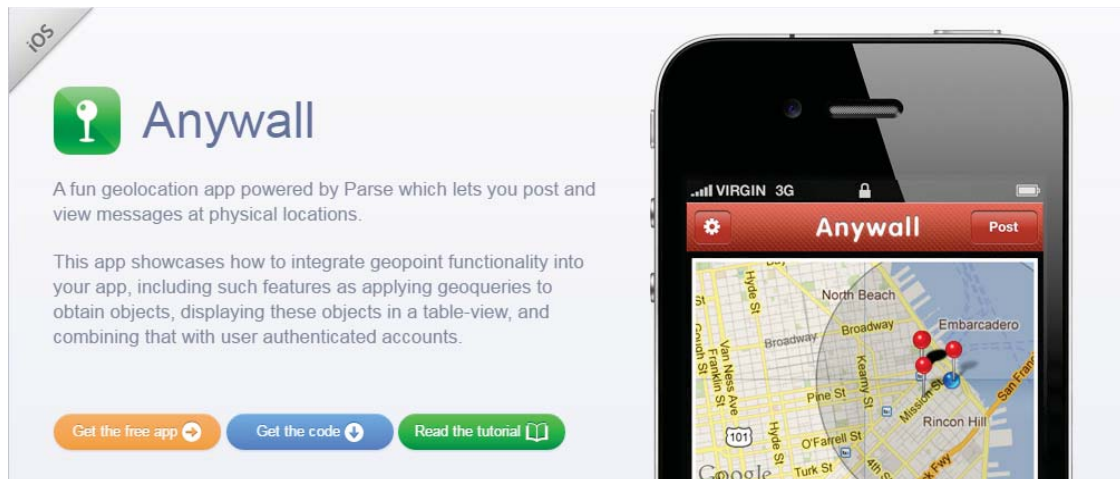 iOS
Anywall
A fun geolocation app powered by Parse which lets you post and
view messages at physical locations.
This app showcases how to integrate geopoint functionality into
your app, including such features as applying geoqueries to
obtain objects, displaying these objects in a table-view, and
combining that with user authenticated accounts.
Get the free app
Get the code
Read the tutorial
VIRGIN 3G
Anywall
Post
North Beach
Embarcadero
Hyde St
Broadway
Broadway
Van Ness Ave
Franklin St
Gough St
St
Kearny St
Pine St
Mission St
San Fran
Rincon Hill
101
Hyde St
O'Farrell St
Turk St
4th S
Fwy
Google